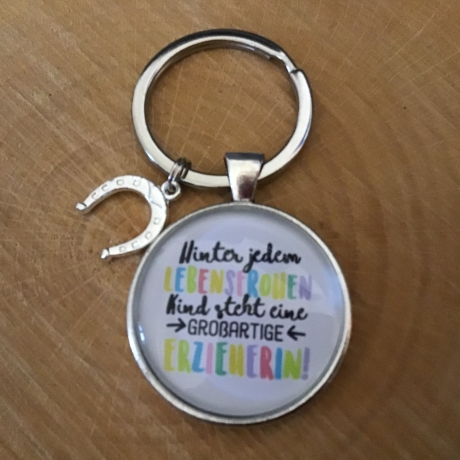 Hinter jedem
LEBENSFROHEN
Kind steht eine
GROßARTIGE
ERZIEHERIN!